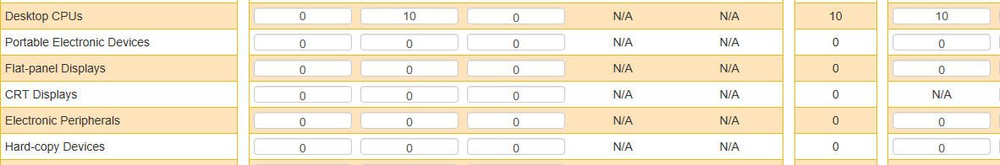 Desktop CPUs 0 10 0 N/A N/A 10 10
Portable Electronic Devices 0 0 0 N/A N/A 0 0
Flat-panel Displays 0 0 0 N/A N/A 0 0
CRT Displays 0 0 0 N/A N/A 0 N/A
Electronic Peripherals 0 0 0 N/A N/A 0 0
Hard-copy Devices 0 0 0 N/A N/A 0 0